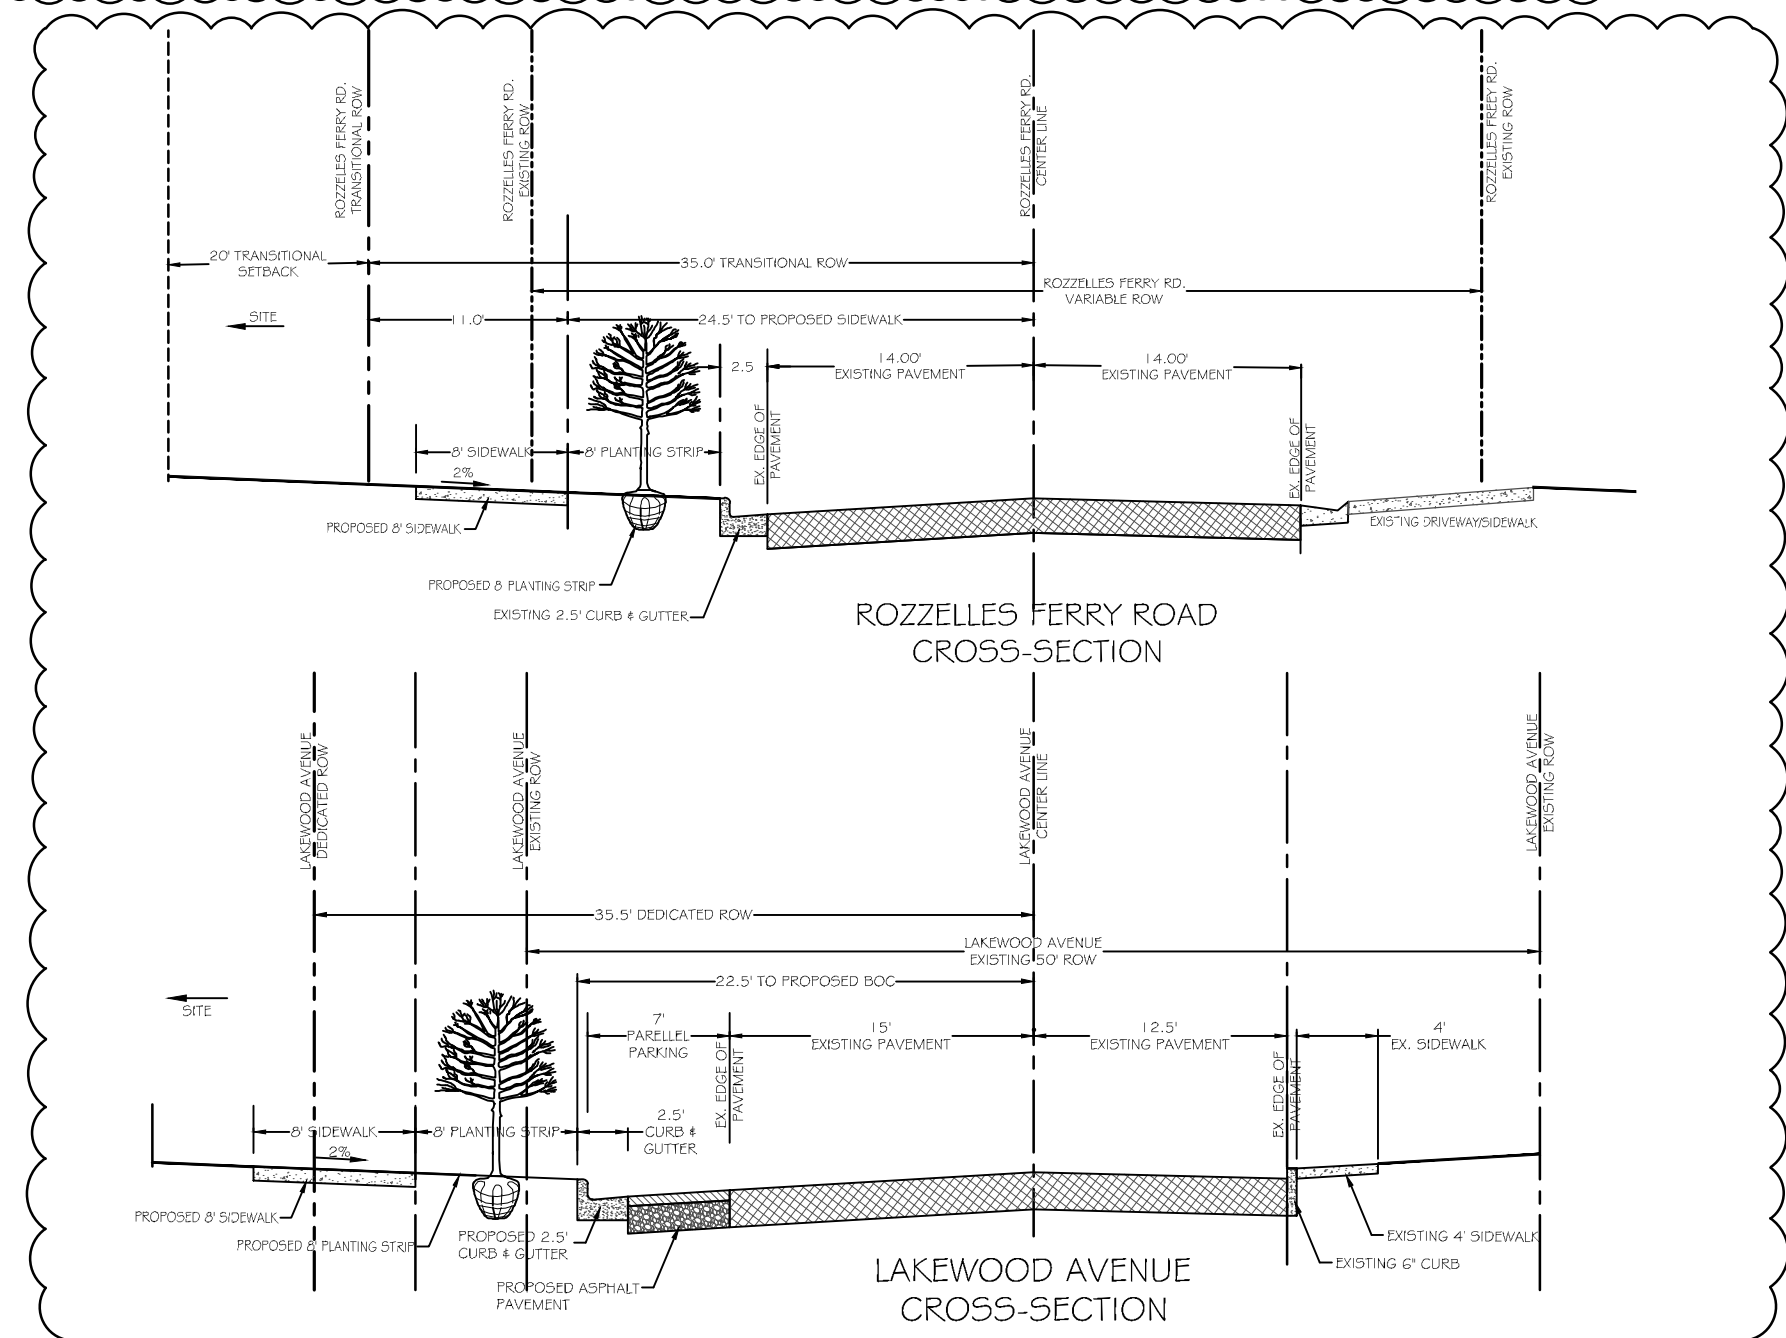 ROZZELLES FERRY RD.
TRANSITIONAL ROW
ROZZELLES FERRY RD.
EXISTING ROW
ROZZELLES FERRY RD.
CENTER LINE
ROZZELLES FREEY RD.
EXISTING ROW
20' TRANSITIONAL
SETBACK
35.0' TRANSITIONAL ROW
ROZZELLES FERRY RD.
VARIABLE ROW
SITE
11.0'
24.5' TO PROPOSED SIDEWALK
2.5
14.00'
EXISTING PAVEMENT
14.00'
EXISTING PAVEMENT
EX. EDGE OF
PAVEMENT
EX. EDGE OF
PAVEMENT
8' SIDEWALK
8' PLANTING STRIP
2%
PROPOSED 8' SIDEWALK
EXISTING DRIVEWAY/SIDEWALK
PROPOSED 8 PLANTING STRIP
EXISTING 2.5' CURB & GUTTER
ROZZELLES FERRY ROAD
CROSS-SECTION
LAKEWOOD AVENUE
DEDICATED ROW
LAKEWOOD AVENUE
EXISTING ROW
LAKEWOOD AVENUE
CENTER LINE
LAKEWOOD AVENUE
EXISTING ROW
35.5' DEDICATED ROW
LAKEWOOD AVENUE
EXISTING 50' ROW
22.5' TO PROPOSED BOC
SITE
7'
PARELLEL
PARKING
EX. EDGE OF
PAVEMENT
15'
EXISTING PAVEMENT
12.5'
EXISTING PAVEMENT
4'
EX. SIDEWALK
EX. EDGE OF
PAVEMENT
8' SIDEWALK
8' PLANTING STRIP
2.5'
CURB &
GUTTER
2%
PROPOSED 8' SIDEWALK
PROPOSED 8' PLANTING STRIP
PROPOSED 2.5'
CURB & GUTTER
PROPOSED ASPHALT
PAVEMENT
EXISTING 4' SIDEWALK
EXISTING 6" CURB
LAKEWOOD AVENUE
CROSS-SECTION